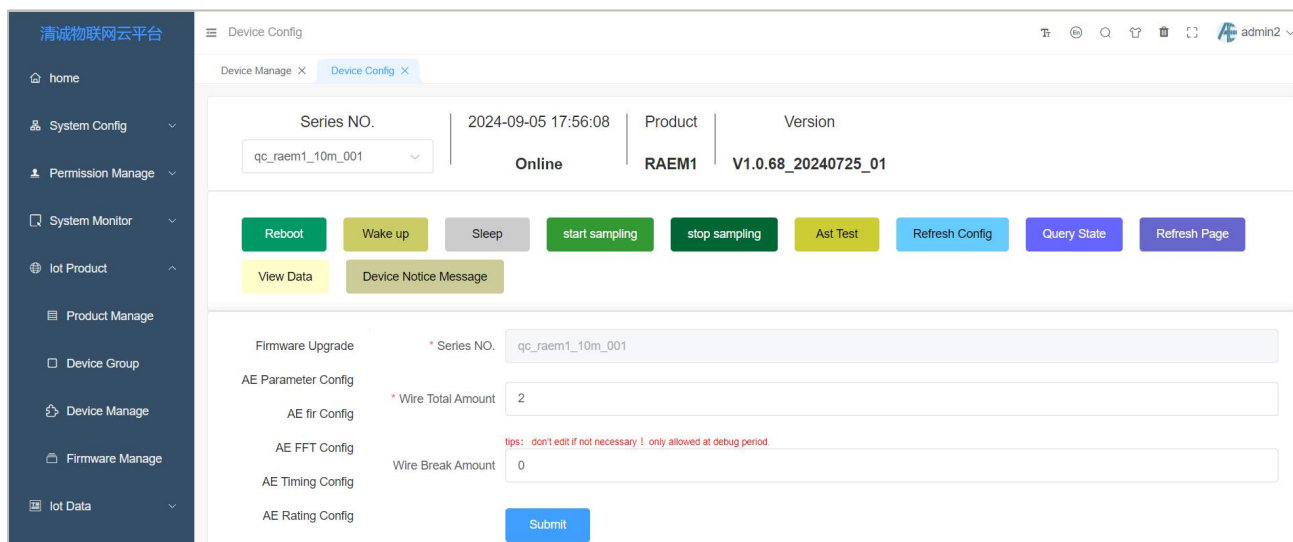 清诚物联网云平台
Device Config
admin2
home
System Config
Permission Manage
System Monitor
Iot Product
Product Manage
Device Group
Device Manage
Firmware Manage
Iot Data
Device Manage
Device Config
Series NO.
2024-09-05 17:56:08
Product
Version
qc_raem1_10m_001
Online
RAEM1
V1.0.68_20240725_01
Reboot
Wake up
Sleep
start sampling
stop sampling
Ast Test
Refresh Config
Query State
Refresh Page
View Data
Device Notice Message
Firmware Upgrade
AE Parameter Config
AE fir Config
AE FFT Config
AE Timing Config
AE Rating Config
* Series NO.
qc_raem1_10m_001
* Wire Total Amount
2
tips: don't edit if not necessary！only allowed at debug period.
Wire Break Amount
0
Submit